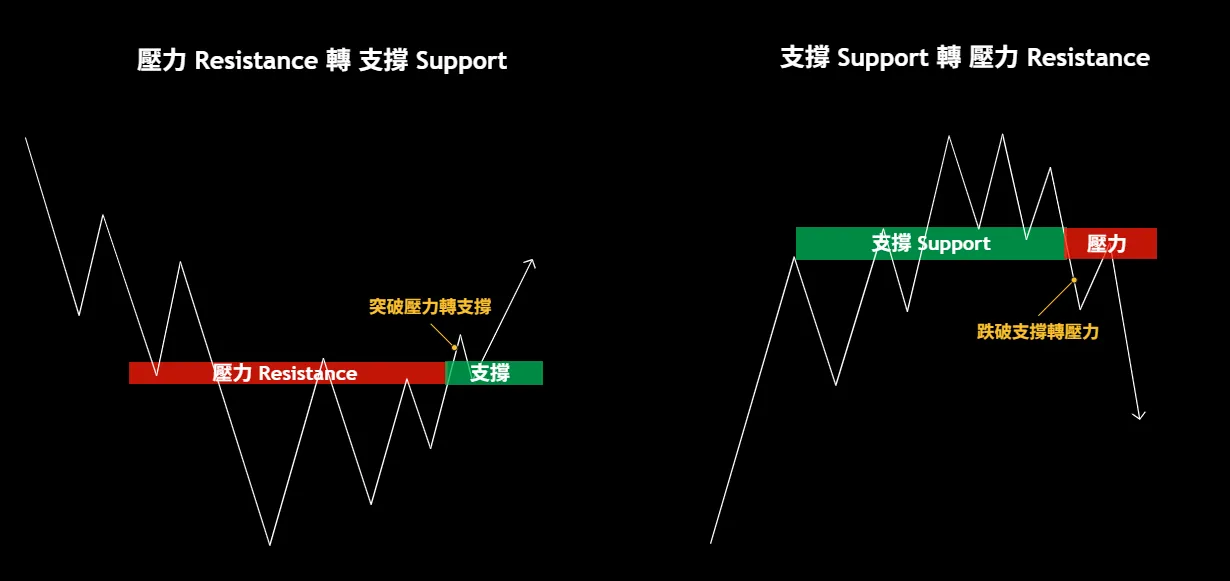 壓力 Resistance 轉 支撐 Support
突破壓力轉支撐
壓力 Resistance
支撐
支撐 Support 轉 壓力 Resistance
支撐 Support
壓力
跌破支撐轉壓力